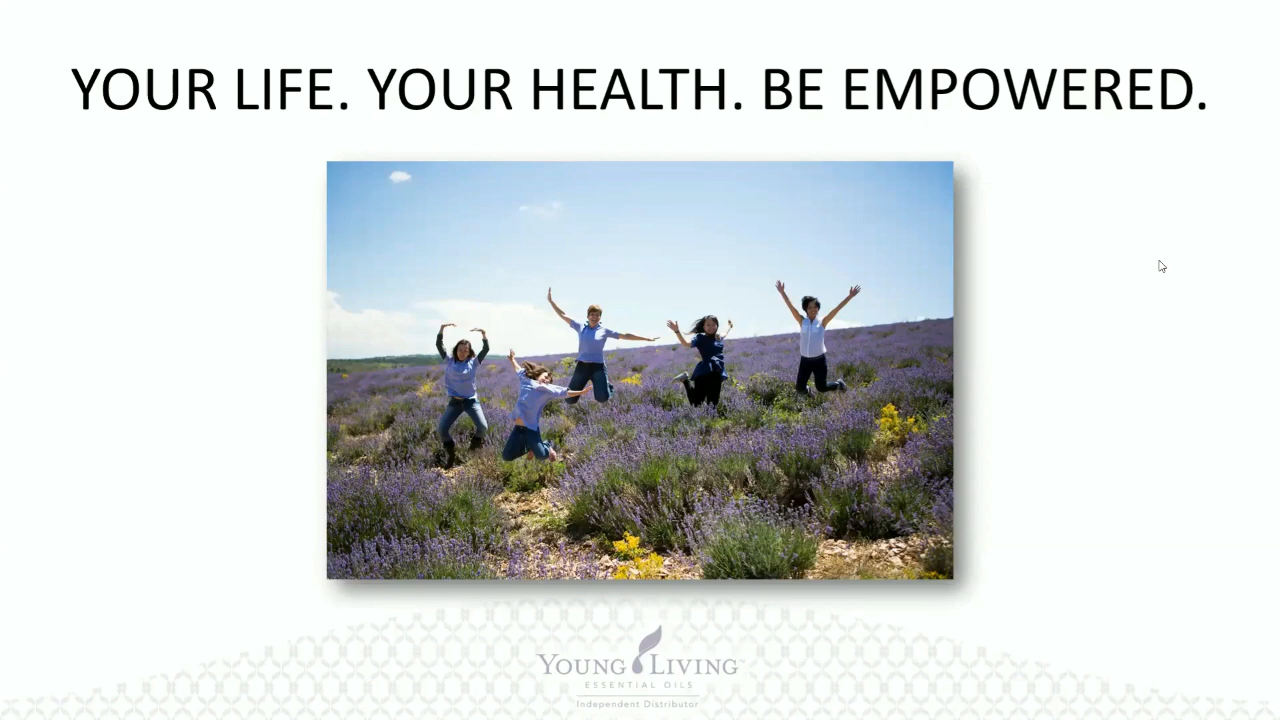 YOUR LIFE. YOUR HEALTH. BE EMPOWERED.
YOUNG LIVING
ESSENTIAL OILS
Independent Distributor